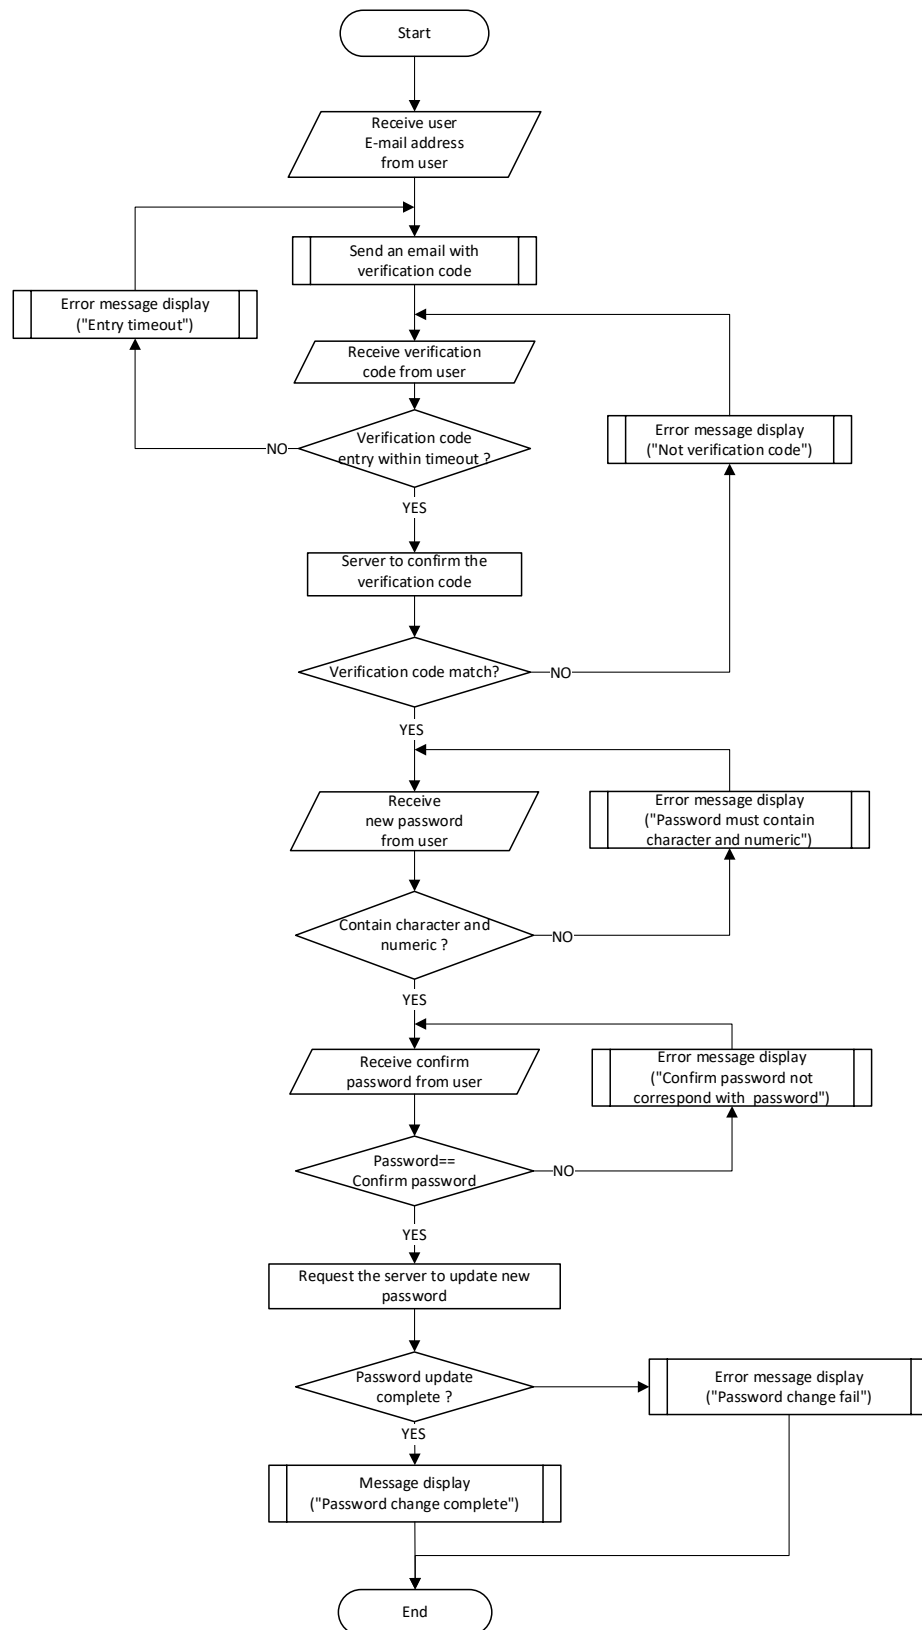 Start
Receive user
E-mail address
from user
Send an email with
verification code
Error message display
("Entry timeout")
Receive verification
code from user
Verification code
entry within timeout ?
NO
Error message display
("Not verification code")
YES
Server to confirm the
verification code
Verification code match?
NO
YES
Receive
new password
from user
Error message display
("Password must contain
character and numeric")
Contain character and
numeric ?
NO
YES
Receive confirm
password from user
Error message display
("Confirm password not
correspond with  password")
Password==
Confirm password
NO
YES
Request the server to update new
password
Password update
complete ?
Error message display
("Password change fail")
YES
Message display
("Password change complete")
End